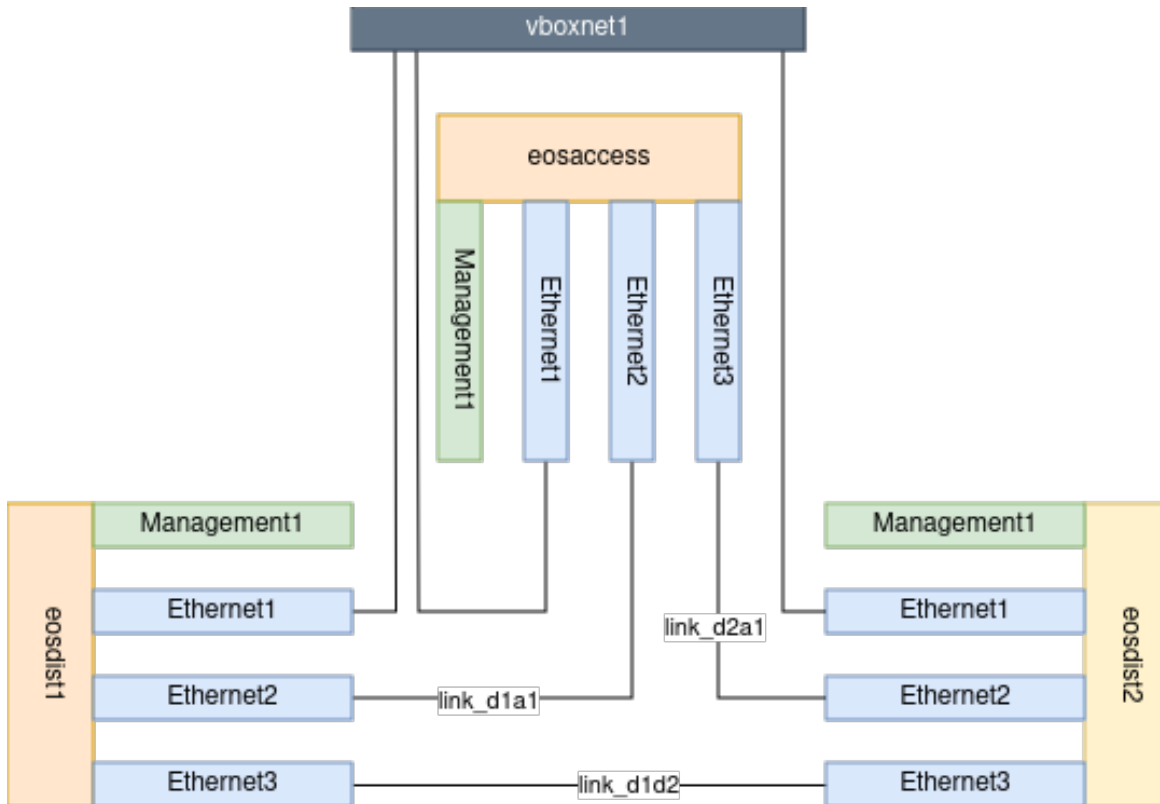 vboxnet1
eosaccess
Management1
Ethernet1
Ethernet2
Ethernet3
eosdist1
Management1
Ethernet1
Ethernet2
Ethernet3
link_d1a1
link_d2a1
link_d1d2
Management1
Ethernet1
Ethernet2
Ethernet3
eosdist2